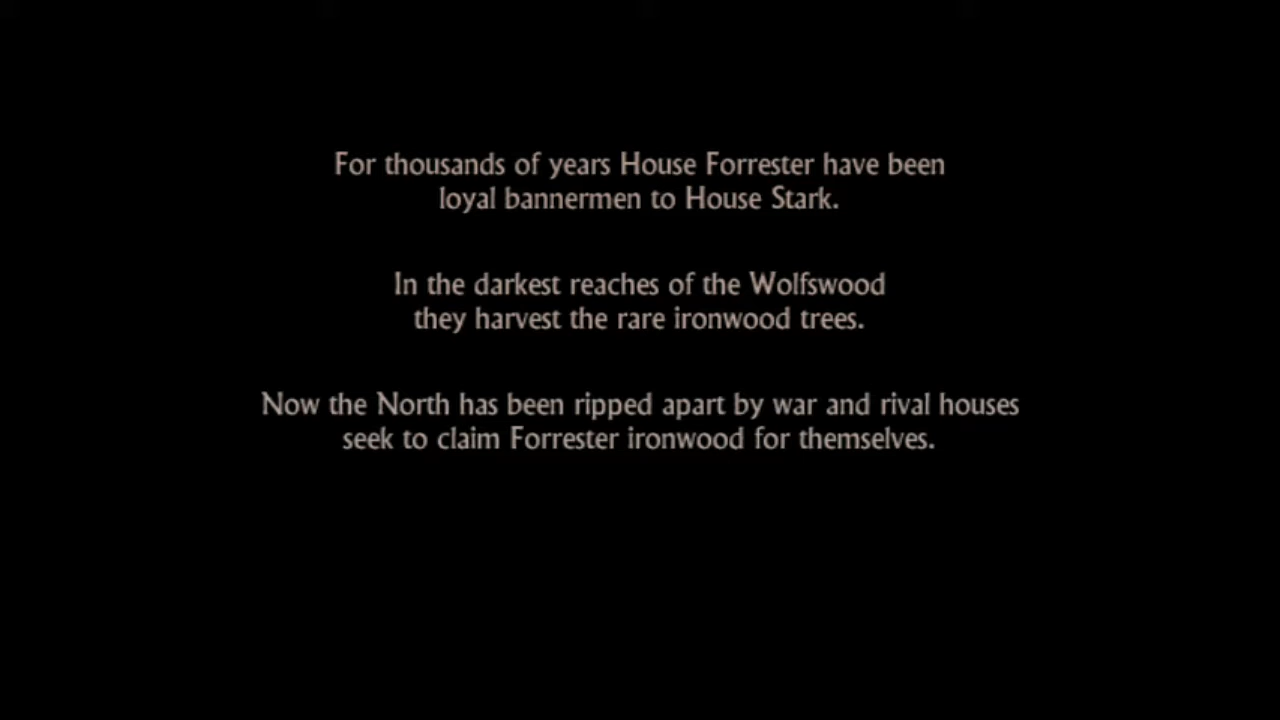 For thousands of years House Forrester have been
loyal bannermen to House Stark.
In the darkest reaches of the Wolfswood
they harvest the rare ironwood trees.
Now the North has been ripped apart by war and rival houses
seek to claim Forrester ironwood for themselves.